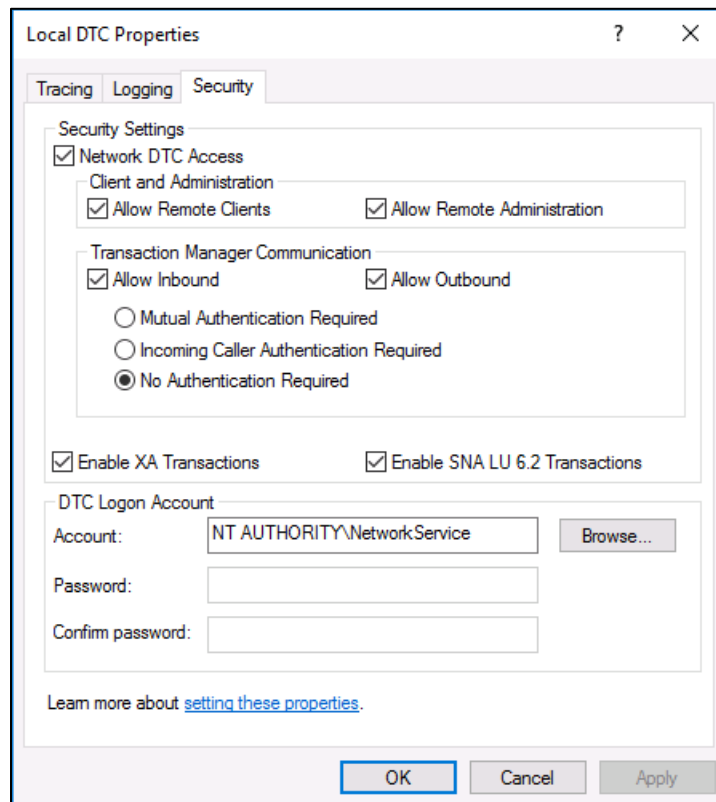 Local DTC Properties ?
Tracing Logging Security
Security Settings
Network DTC Access
Client and Administration
Allow Remote Clients Allow Remote Administration
Transaction Manager Communication
Allow Inbound Allow Outbound
Mutual Authentication Required
Incoming Caller Authentication Required
No Authentication Required
Enable XA Transactions Enable SNA LU 6.2 Transactions
DTC Logon Account
Account: NT AUTHORITY\NetworkService Browse...
Password:
Confirm password:
Learn more about setting these properties.
OK Cancel Apply